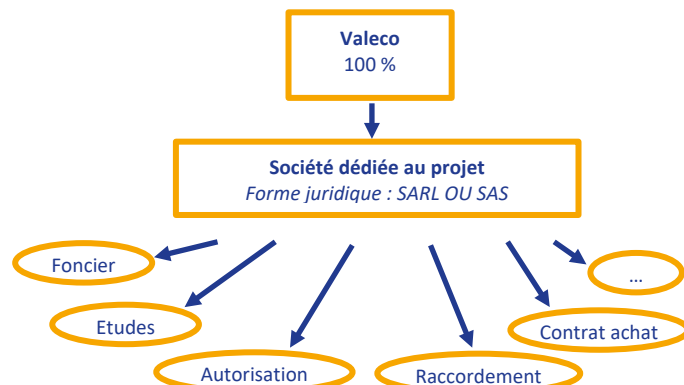 Valeco
100 %
Société dédiée au projet
Forme juridique : SARL OU SAS
Foncier
...
Etudes
Contrat achat
Autorisation
Raccordement